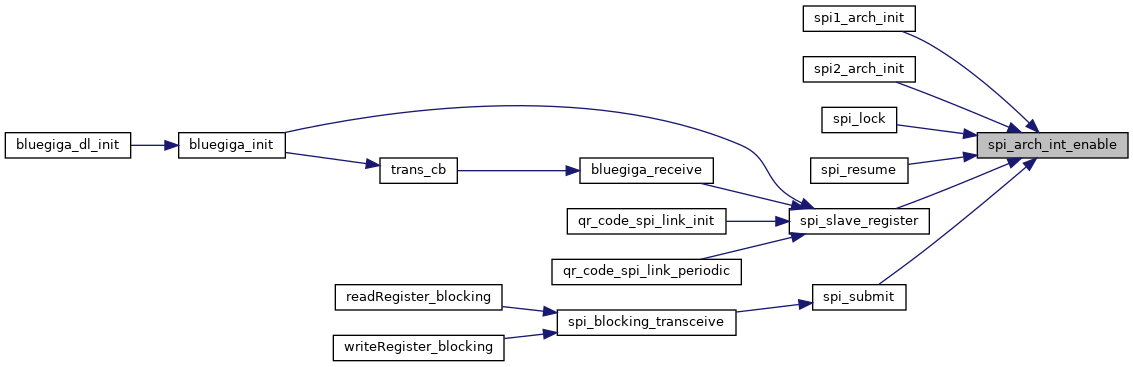 spi1_arch_init
spi2_arch_init
spi_lock
spi_arch_int_enable
bluegiga_dl_init
bluegiga_init
trans_cb
bluegiga_receive
spi_resume
qr_code_spi_link_init
spi_slave_register
qr_code_spi_link_periodic
readRegister_blocking
spi_submit
spi_blocking_transceive
writeRegister_blocking